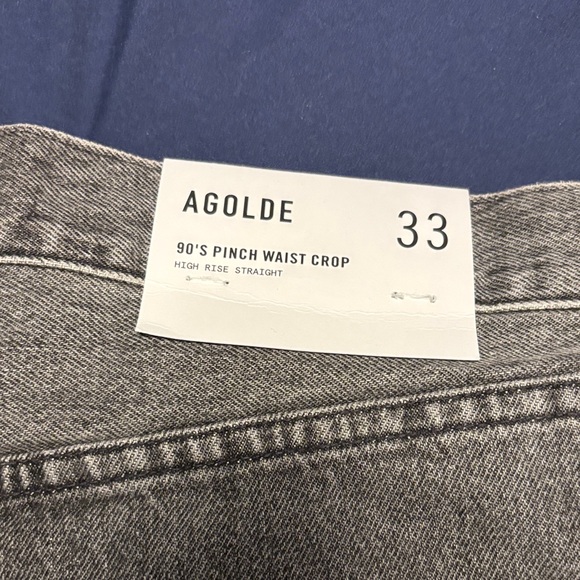 AGOLDE
33
90'S PINCH WAIST CROP
HIGH RISE STRAIGHT